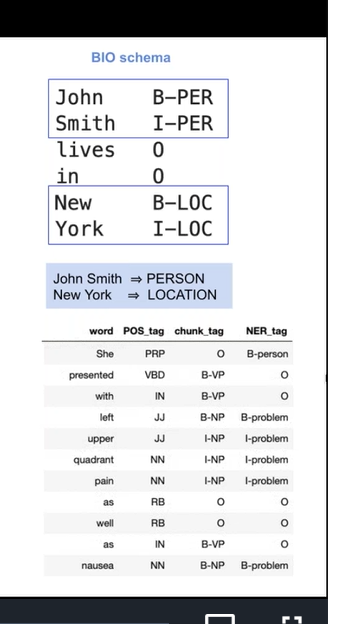 BIO schema
John B-PER
Smith I-PER
lives O
in O
New B-LOC
York I-LOC
John Smith ⇒ PERSON
New York ⇒ LOCATION
word POS_tag chunk_tag NER_tag
She PRP O B-person
presented VBD B-VP O
with IN B-VP O
left JJ B-NP B-problem
upper JJ I-NP I-problem
quadrant NN I-NP I-problem
pain NN I-NP I-problem
as RB O O
well RB O O
as IN B-VP O
nausea NN B-NP B-problem